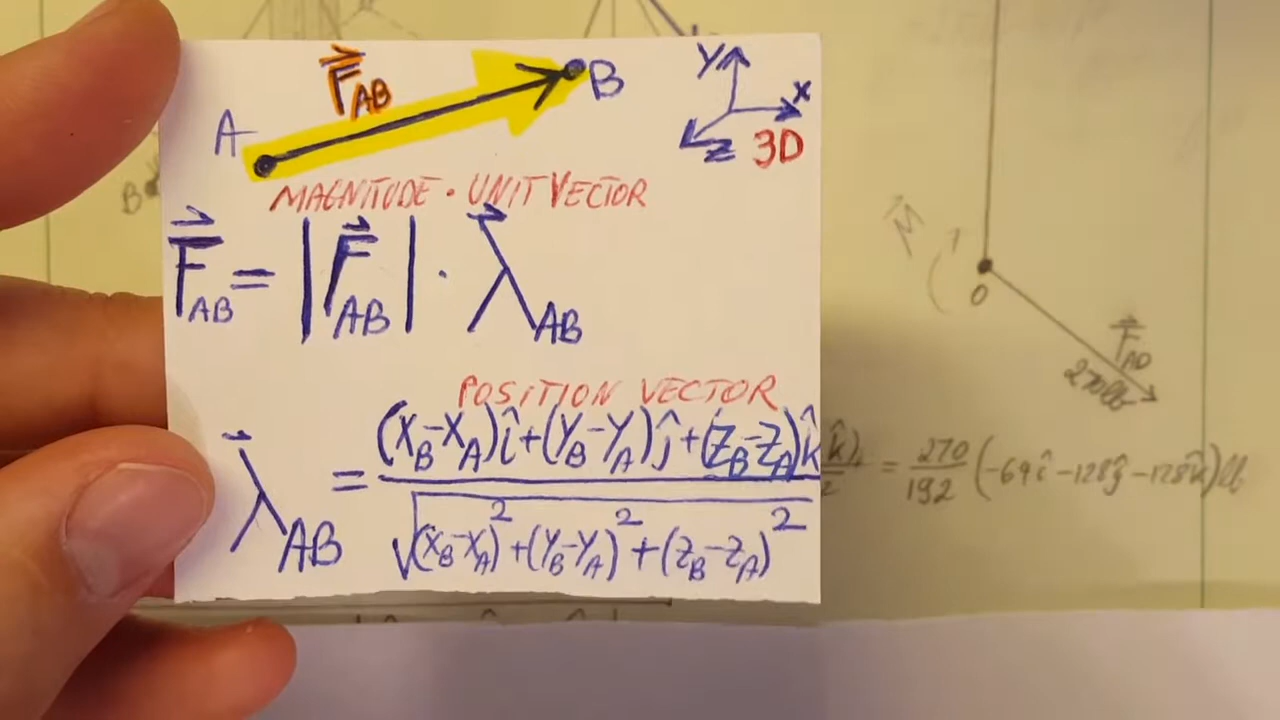 F⃗AB
A
B
Y
X
Z
3D
MAGNITUDE · UNIT VECTOR
F⃗AB = |F⃗AB| · λ⃗AB
POSITION VECTOR
λ⃗AB = (XB-XA)î+(YB-YA)ĵ+(ZB-ZA)k̂
√(XB-XA)²+(YB-YA)²+(ZB-ZA)²
B
M⃗
O
F⃗AD
270lb
k̂) = 270/192 (-64î-128ĵ-128k̂)lb